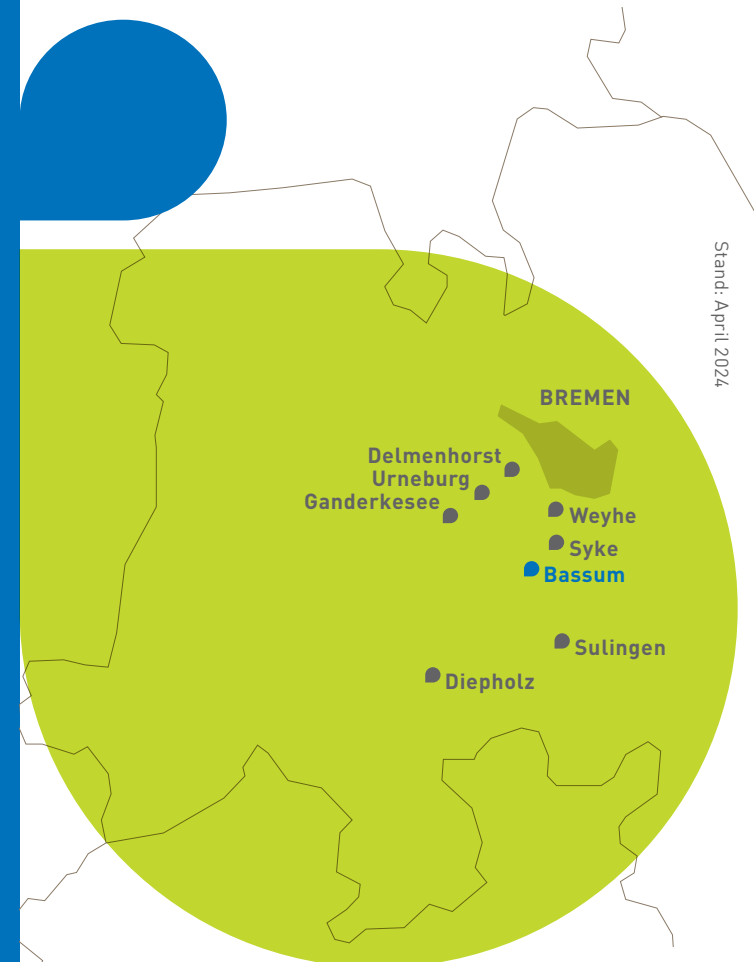 Stand: April 2024
BREMEN
Delmenhorst
Urneburg
Ganderkesee
Weyhe
Syke
Bassum
Sulingen
Diepholz